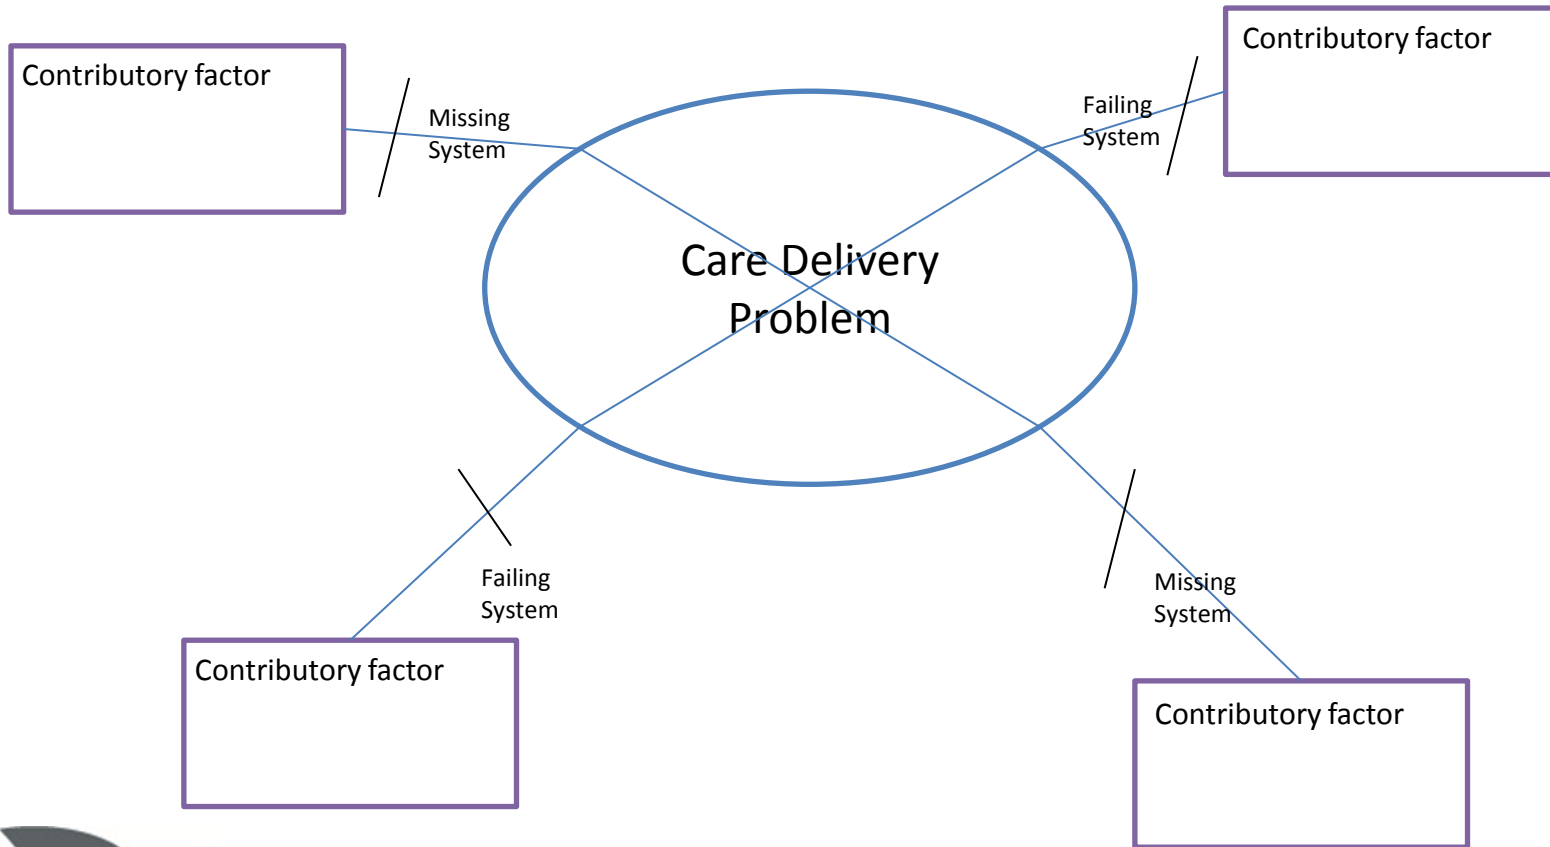 Contributory factor
Missing
System
Failing
System
Contributory factor
Care Delivery
Problem
Failing
System
Contributory factor
Missing
System
Contributory factor